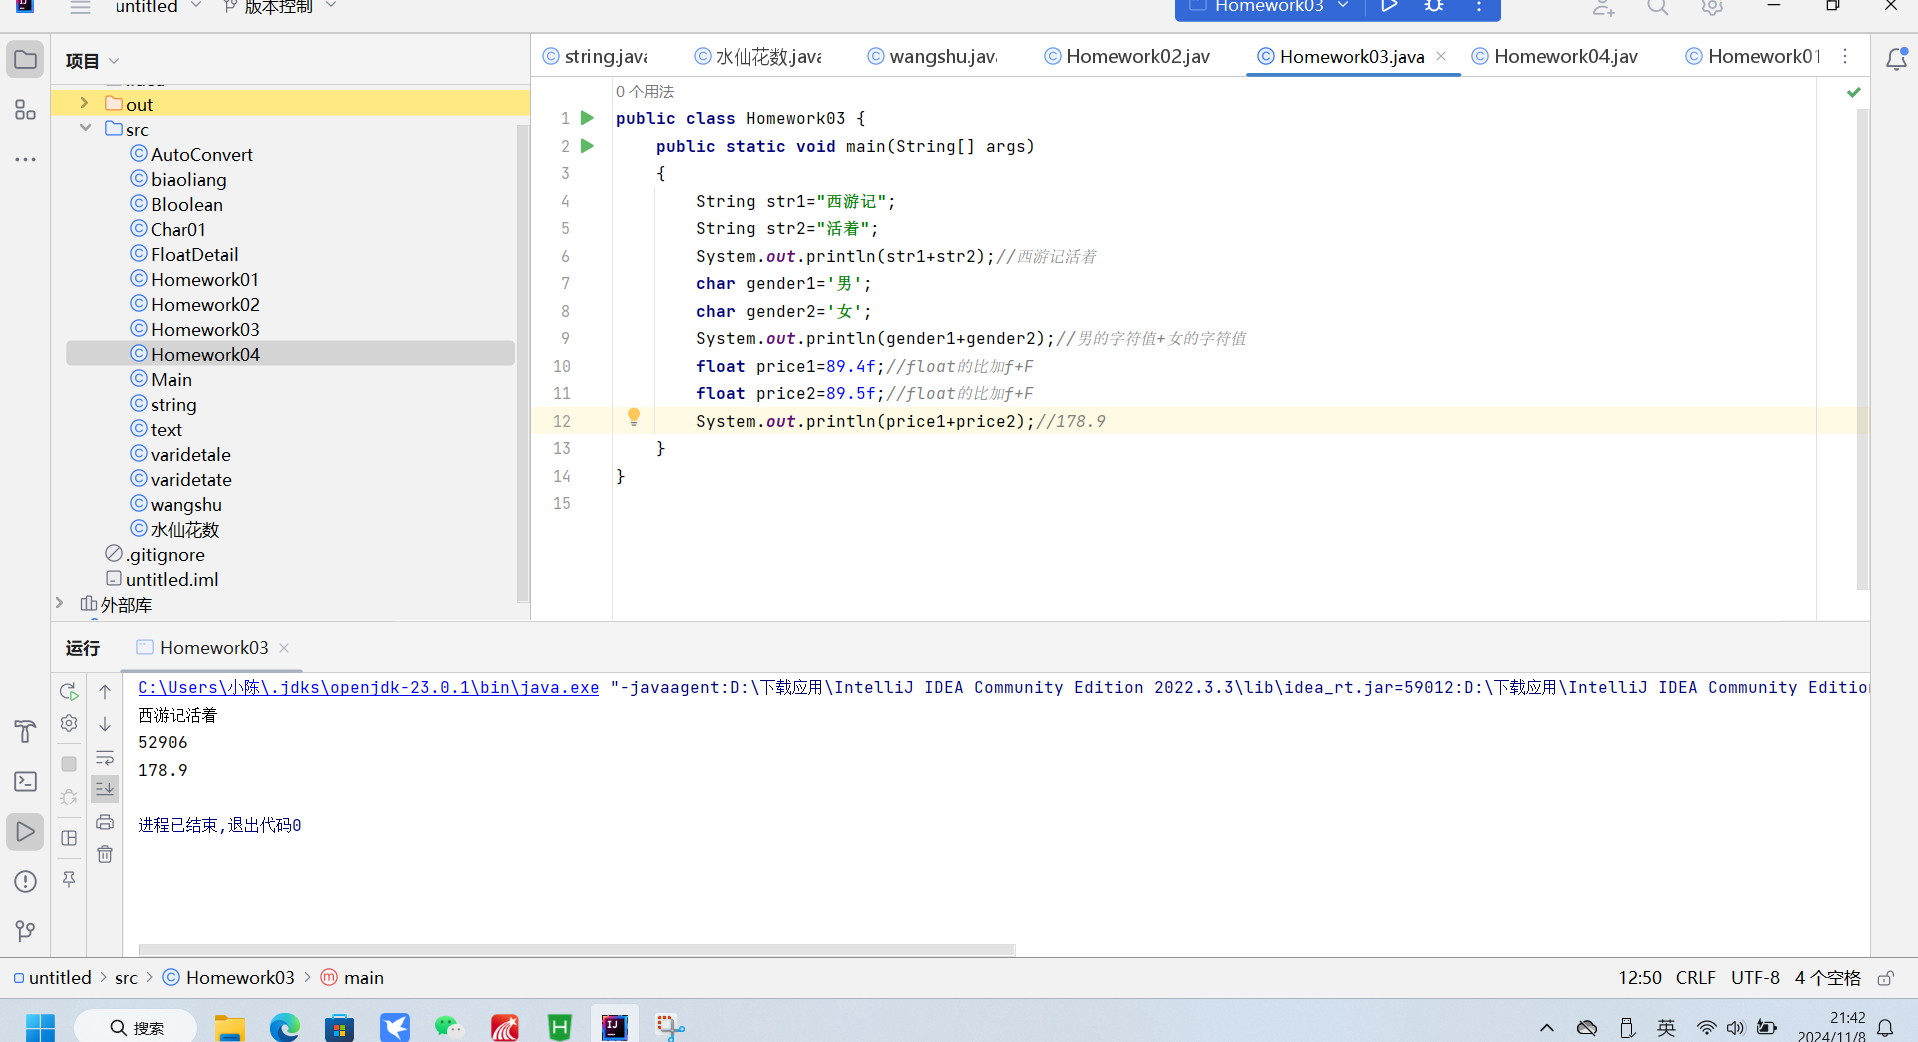 untitled
版本控制
Homework03
项目
string.java
水仙花数.java
wangshu.jav
Homework02.jav
Homework03.java
Homework04.jav
Homework01
out
src
AutoConvert
biaoliang
Bloolean
Char01
FloatDetail
Homework01
Homework02
Homework03
Homework04
Main
string
text
varidetale
varidetate
wangshu
水仙花数
.gitignore
untitled.iml
外部库
0 个用法
1 public class Homework03 {
2 public static void main(String[] args)
3 {
4 String str1="西游记";
5 String str2="活着";
6 System.out.println(str1+str2);//西游记活着
7 char gender1='男';
8 char gender2='女';
9 System.out.println(gender1+gender2);//男的字符值+女的字符值
10 float price1=89.4f;//float的比加f+F
11 float price2=89.5f;//float的比加f+F
12 System.out.println(price1+price2);//178.9
13 }
14 }
15
运行
Homework03
C:\Users\小陈\.jdks\openjdk-23.0.1\bin\java.exe "-javaagent:D:\下载应用\IntelliJ IDEA Community Edition 2022.3.3\lib\idea_rt.jar=59012:D:\下载应用\IntelliJ IDEA Community Edition
西游记活着
52906
178.9
进程已结束,退出代码0
untitled > src > Homework03 > main
12:50 CRLF UTF-8 4 个空格
搜索
英
21:42
2024/11/8